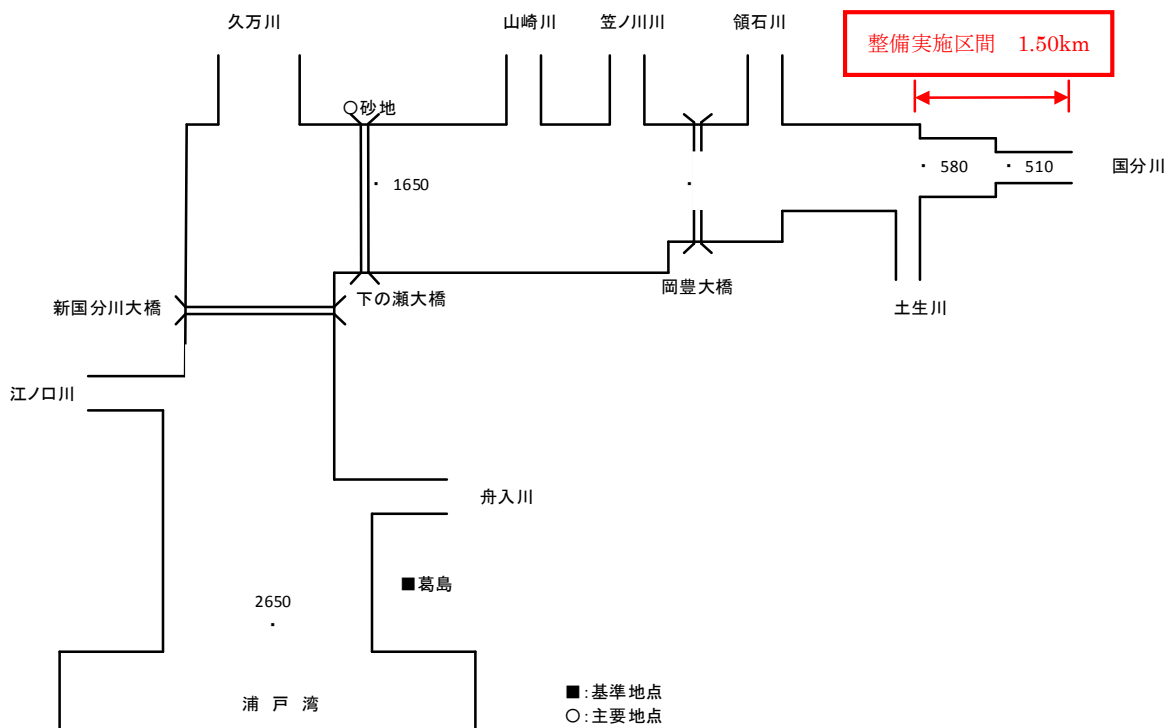 久万川
山崎川
笠ノ川川
領石川
整備実施区間 1.50km
○砂地
・ 1650
・
・ 580
・ 510
国分川
新国分川大橋
下の瀬大橋
岡豊大橋
土生川
江ノ口川
舟入川
■葛島
2650
・
浦 戸 湾
■:基準地点
○:主要地点